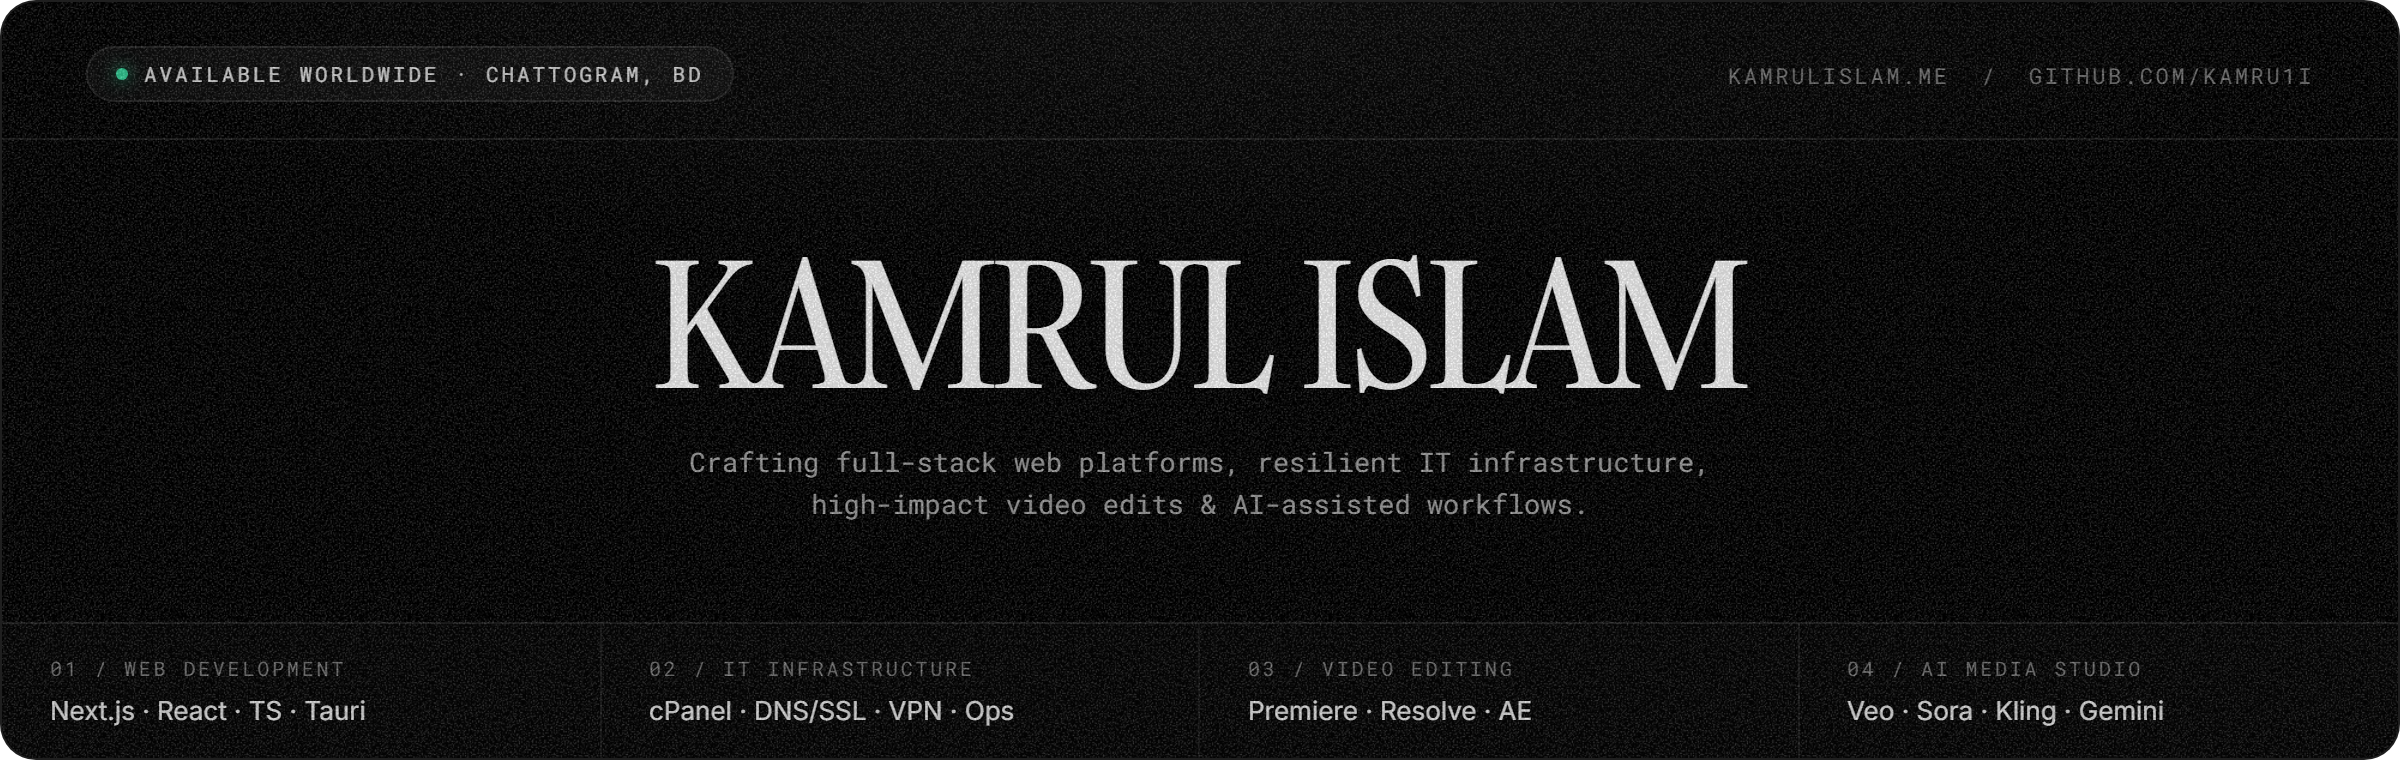 AVAILABLE WORLDWIDE · CHATTOGRAM, BD
KAMRULISLAM.ME / GITHUB.COM/KAMRU1I
KAMRUL ISLAM
Crafting full-stack web platforms, resilient IT infrastructure,
high-impact video edits & AI-assisted workflows.
01 / WEB DEVELOPMENT
Next.js · React · TS · Tauri
02 / IT INFRASTRUCTURE
cPanel · DNS/SSL · VPN · Ops
03 / VIDEO EDITING
Premiere · Resolve · AE
04 / AI MEDIA STUDIO
Veo · Sora · Kling · Gemini